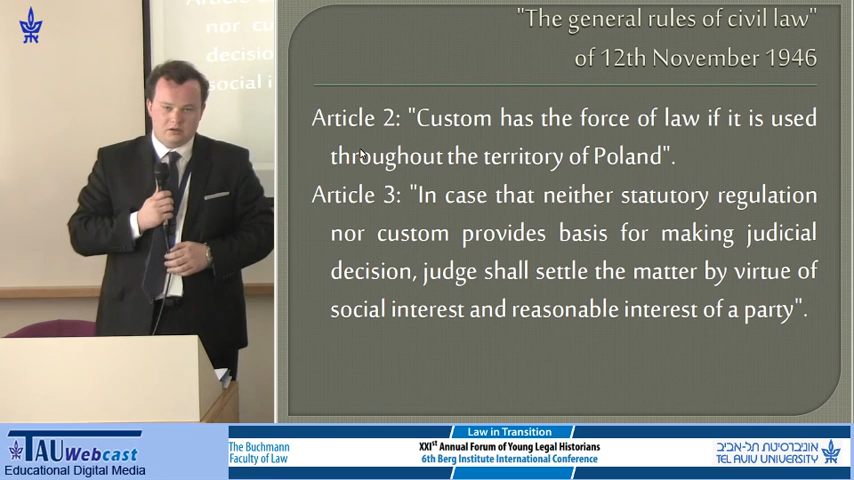 "The general rules of civil law"
of 12th November 1946
Article 2: "Custom has the force of law if it is used
throughout the territory of Poland".
Article 3: "In case that neither statutory regulation
nor custom provides basis for making judicial
decision, judge shall settle the matter by virtue of
social interest and reasonable interest of a party".
nor cu
decisio
social i
TAU Webcast
Educational Digital Media
The Buchmann
Faculty of Law
Law in Transition
XXIst Annual Forum of Young Legal Historians
6th Berg Institute International Conference
אוניברסיטת תל-אביב
TEL AVIV UNIVERSITY